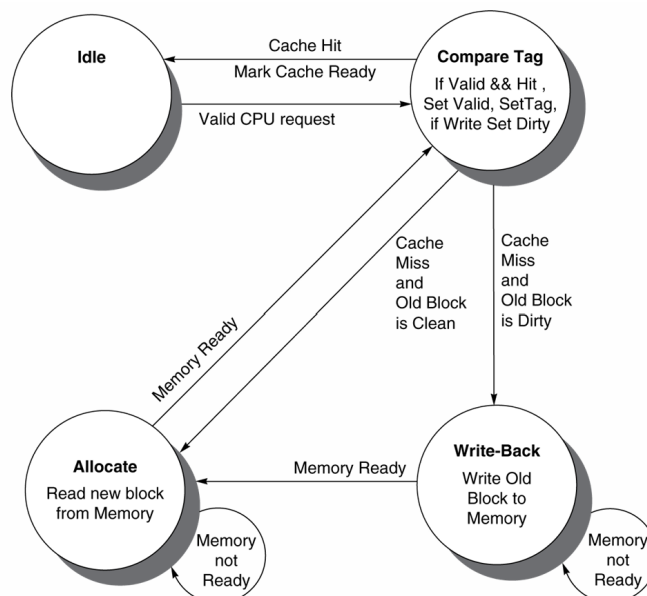 Idle
Cache Hit
Mark Cache Ready
Valid CPU request
Compare Tag
If Valid && Hit ,
Set Valid, SetTag,
if Write Set Dirty
Cache
Miss
and
Old Block
is Clean
Cache
Miss
and
Old Block
is Dirty
Memory Ready
Allocate
Read new block
from Memory
Memory
not
Ready
Memory Ready
Write-Back
Write Old
Block to
Memory
Memory
not
Ready